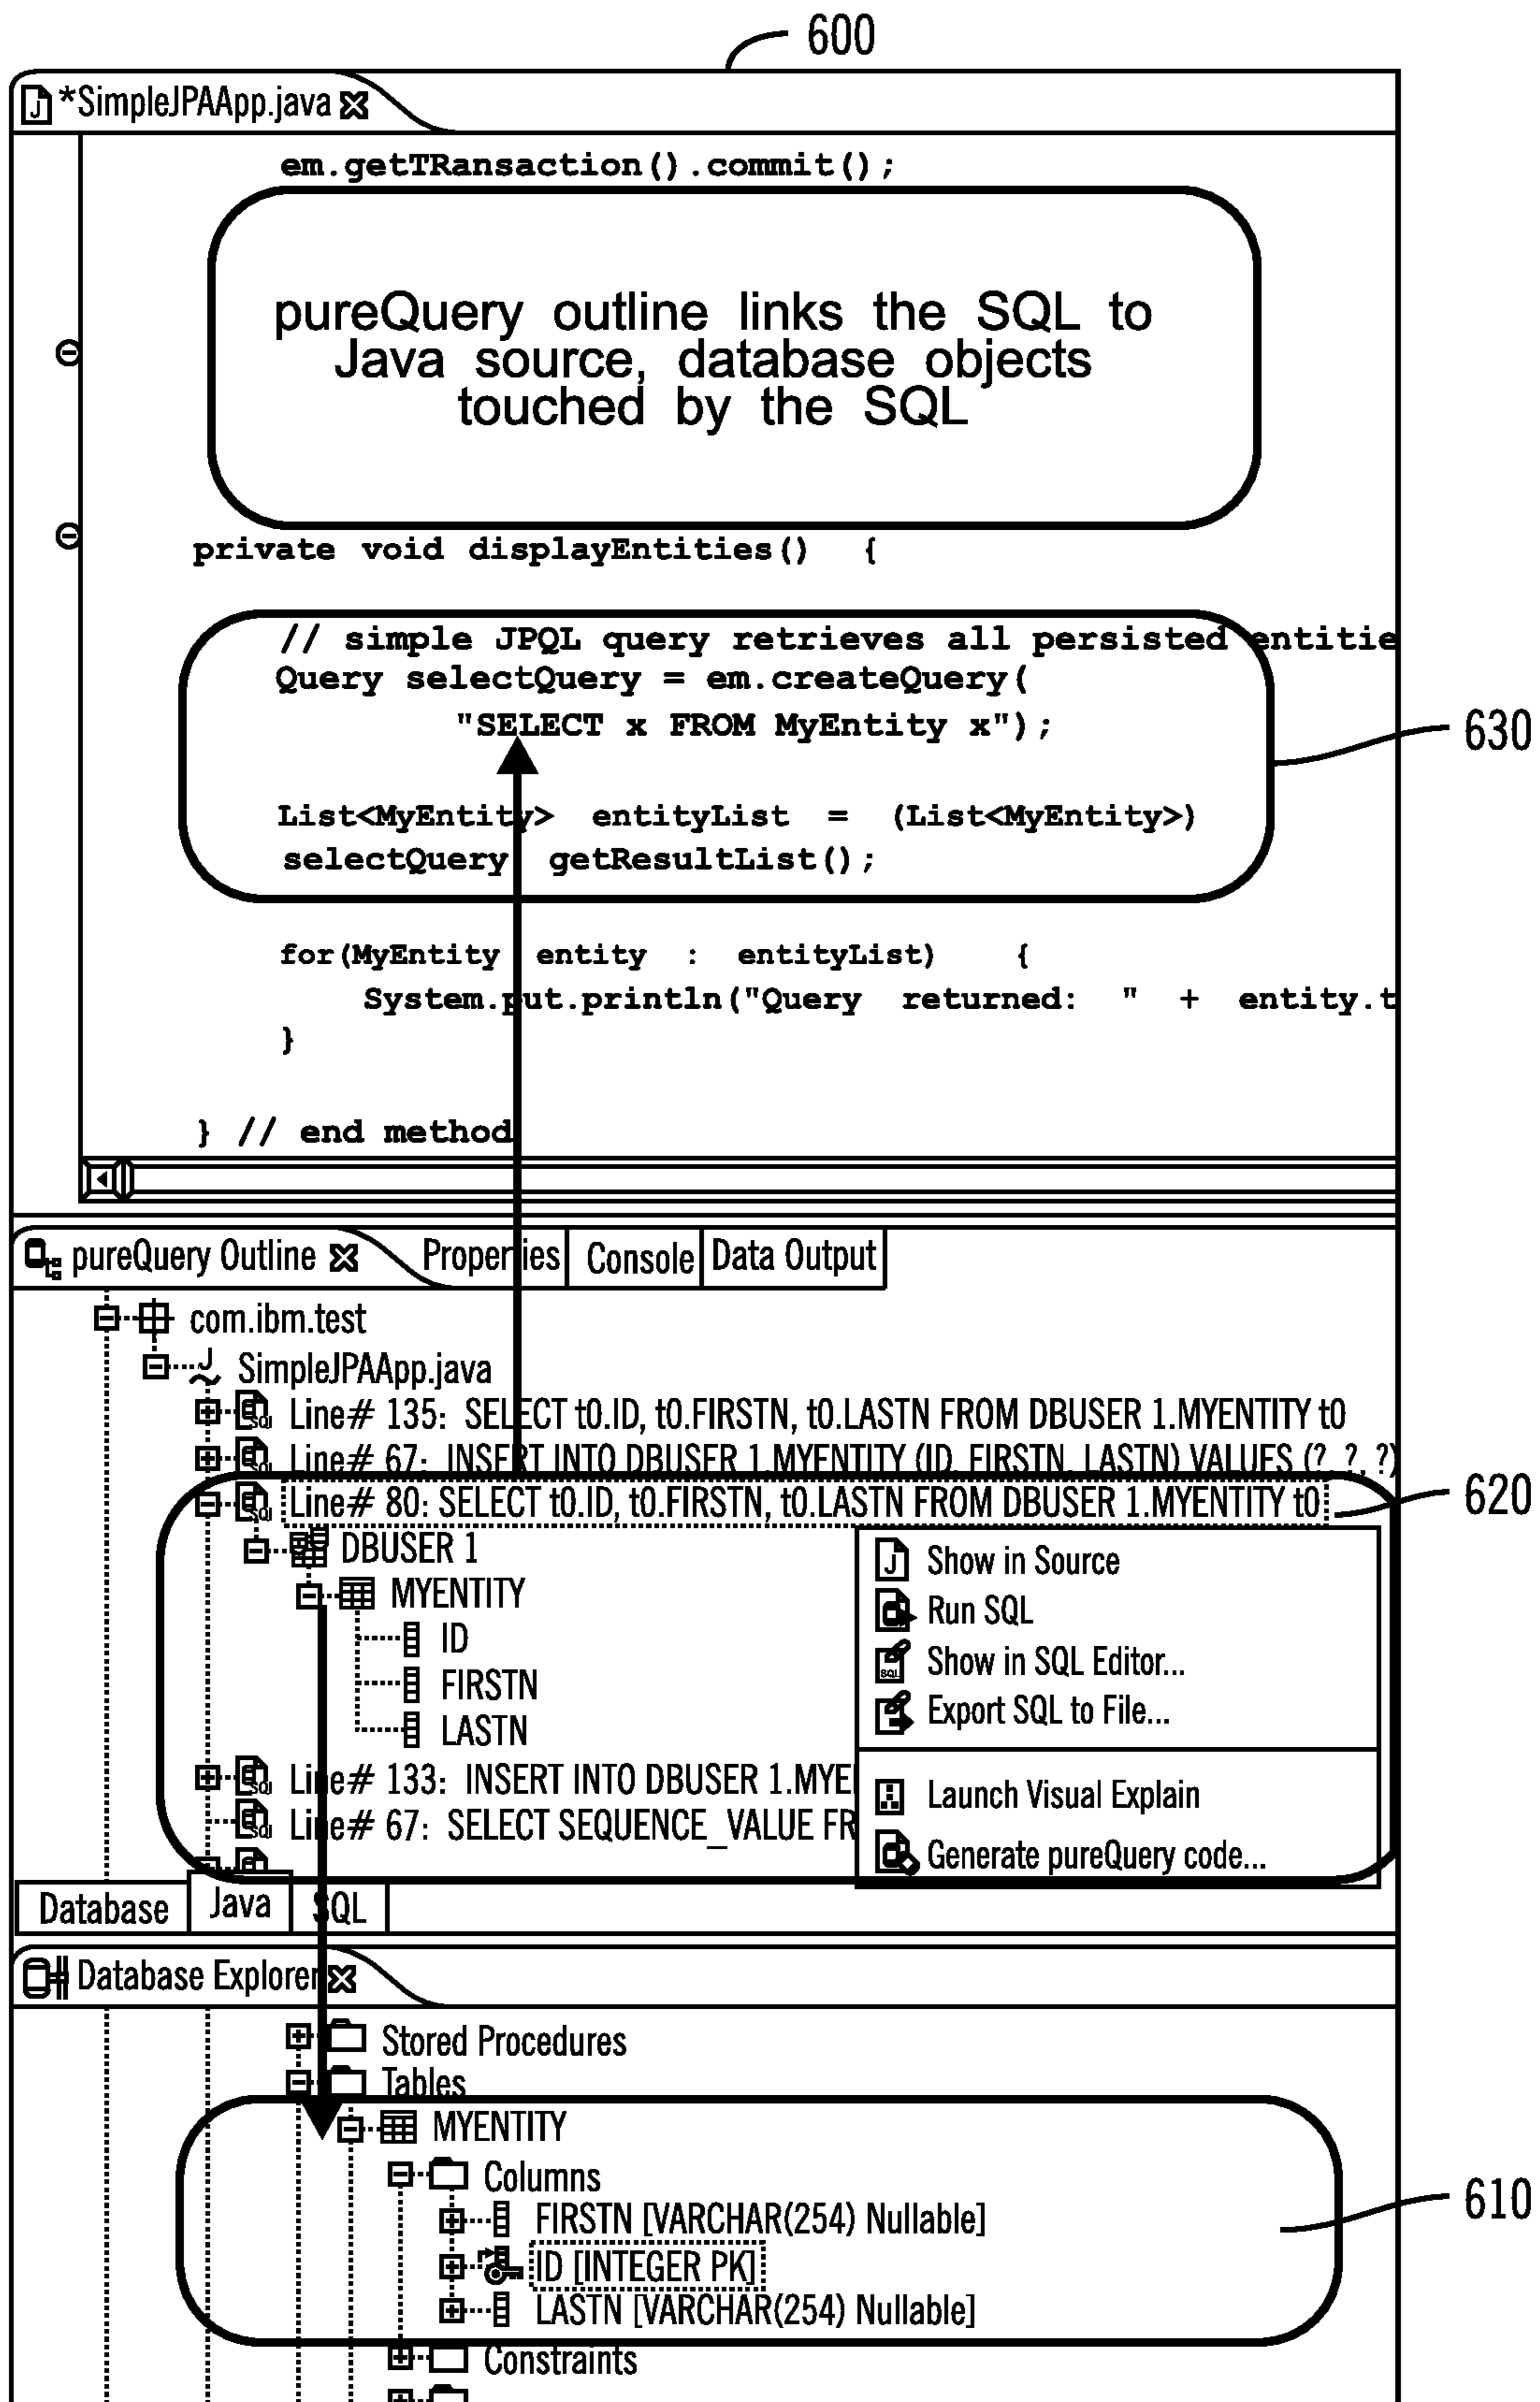 600
*SimpleJPAApp.java
em.getTRansaction().commit();
pureQuery outline links the SQL to
Java source, database objects
touched by the SQL
private void displayEntities() {
// simple JPQL query retrieves all persisted entitie
Query selectQuery = em.createQuery(
"SELECT x FROM MyEntity x");
630
List<MyEntity> entityList = (List<MyEntity>)
selectQuery getResultList();
for(MyEntity entity : entityList) {
System.put.println("Query returned: " + entity.t
}
} // end method
pureQuery Outline Properties Console Data Output
com.ibm.test
SimpleJPAApp.java
Line# 135: SELECT t0.ID, t0.FIRSTN, t0.LASTN FROM DBUSER 1.MYENTITY t0
Line# 67: INSERT INTO DBUSER 1.MYENTITY (ID, FIRSTN, LASTN) VALUES (?, ?, ?)
Line# 80: SELECT t0.ID, t0.FIRSTN, t0.LASTN FROM DBUSER 1.MYENTITY t0
620
DBUSER 1
MYENTITY
ID
FIRSTN
LASTN
Show in Source
Run SQL
Show in SQL Editor...
Export SQL to File...
Launch Visual Explain
Generate pureQuery code...
Line# 133: INSERT INTO DBUSER 1.MYE
Line# 67: SELECT SEQUENCE_VALUE FR
Database Java SQL
Database Explorer
Stored Procedures
Tables
MYENTITY
Columns
FIRSTN [VARCHAR(254) Nullable]
610
ID [INTEGER PK]
LASTN [VARCHAR(254) Nullable]
Constraints